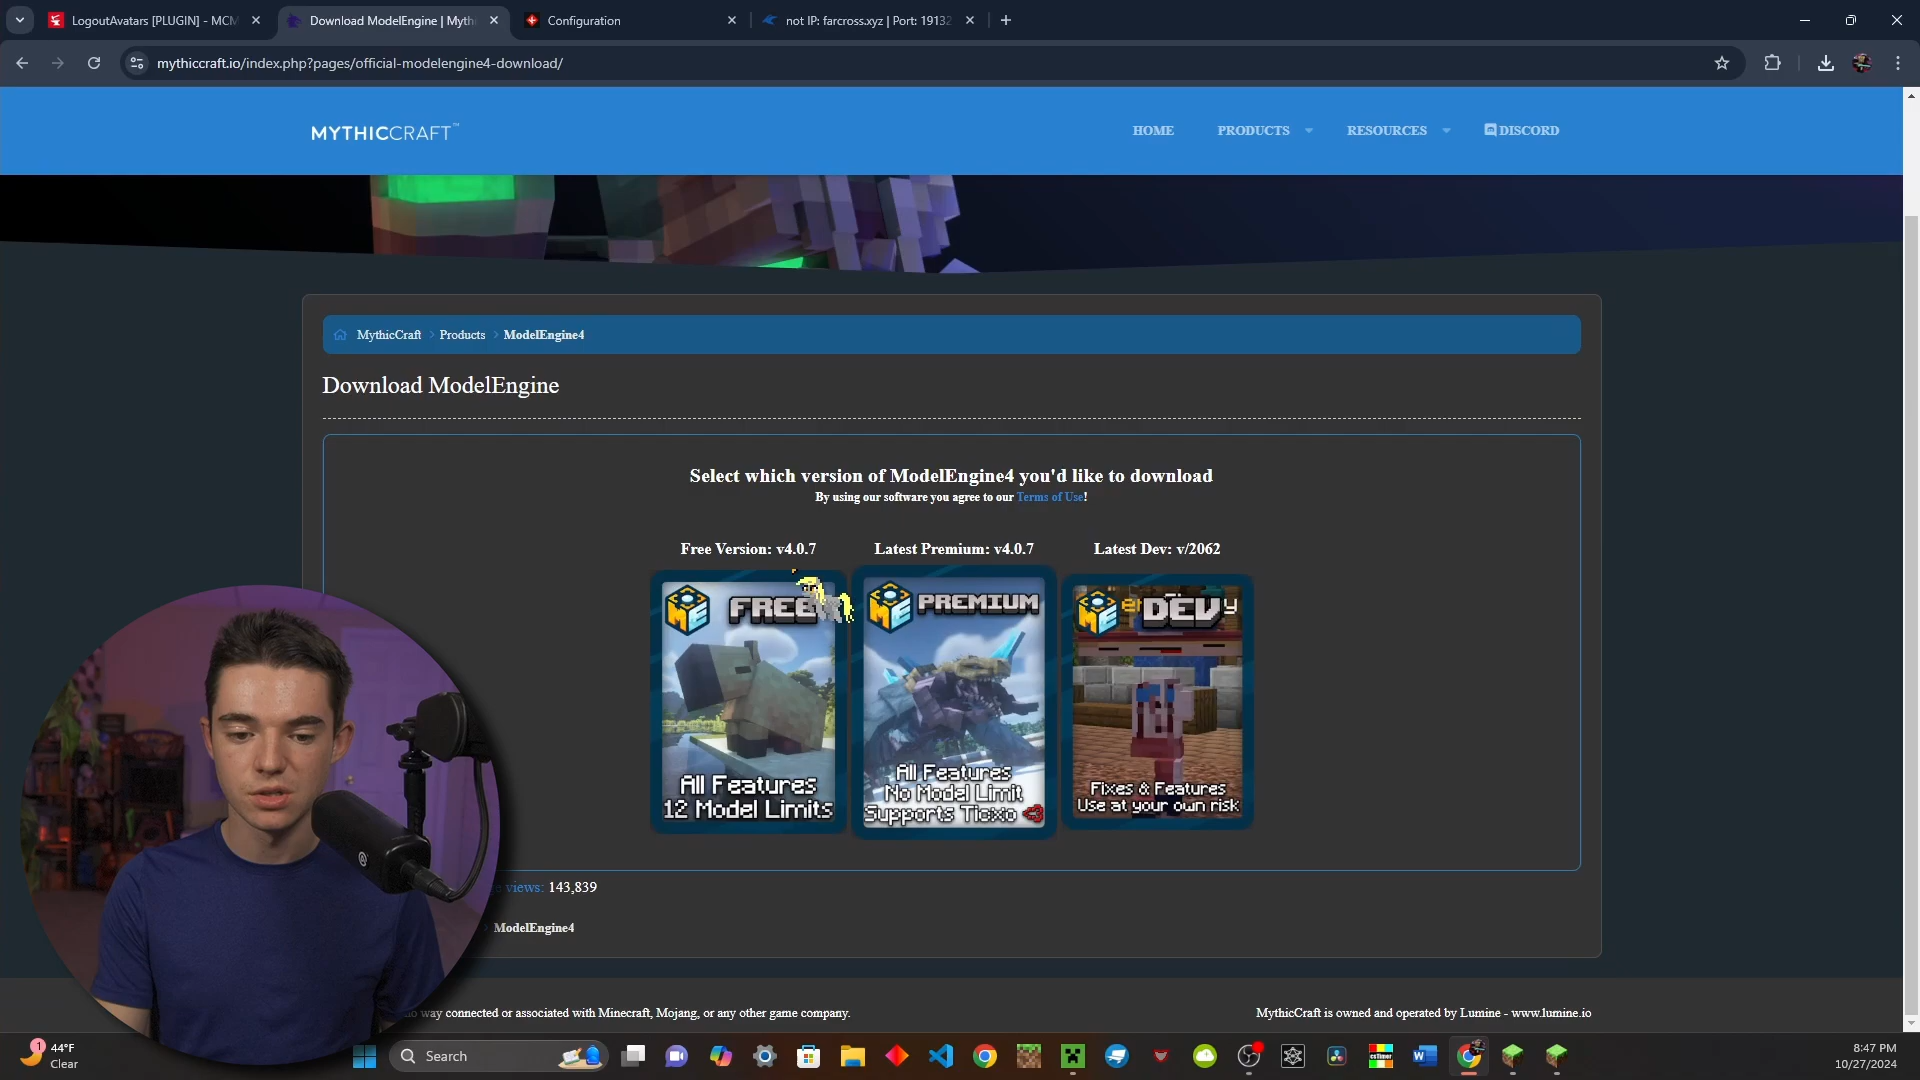 LogoutAvatars [PLUGIN] - MCM
Download ModelEngine | Myth
Configuration
not IP: farcross.xyz | Port: 19132
mythiccraft.io/index.php?pages/official-modelengine4-download/
MYTHICCRAFT™
HOME
PRODUCTS
RESOURCES
DISCORD
MythicCraft
Products
ModelEngine4
Download ModelEngine
Select which version of ModelEngine4 you'd like to download
By using our software you agree to our Terms of Use!
Free Version: v4.0.7
Latest Premium: v4.0.7
Latest Dev: v/2062
FREE
All Features
12 Model Limits
PREMIUM
All Features
No Model Limit
Supports Ticxo <3
DEV
Fixes & Features
Use at your own risk
views: 143,839
ModelEngine4
way connected or associated with Minecraft, Mojang, or any other game company.
MythicCraft is owned and operated by Lumine - www.lumine.io
1
44°F
Clear
Search
csTimer
8:47 PM
10/27/2024